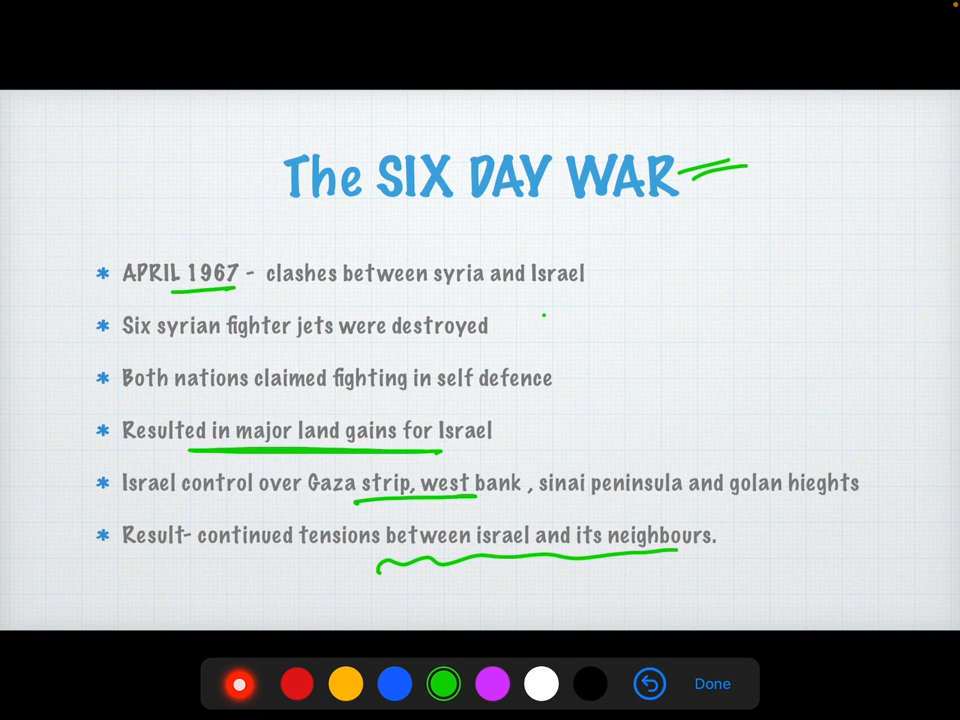 The SIX DAY WAR
* APRIL 1967 - clashes between syria and Israel
* Six syrian fighter jets were destroyed
* Both nations claimed fighting in self defence
* Resulted in major land gains for Israel
* Israel control over Gaza strip, west bank , sinai peninsula and golan hieghts
* Result- continued tensions between israel and its neighbours.
Done